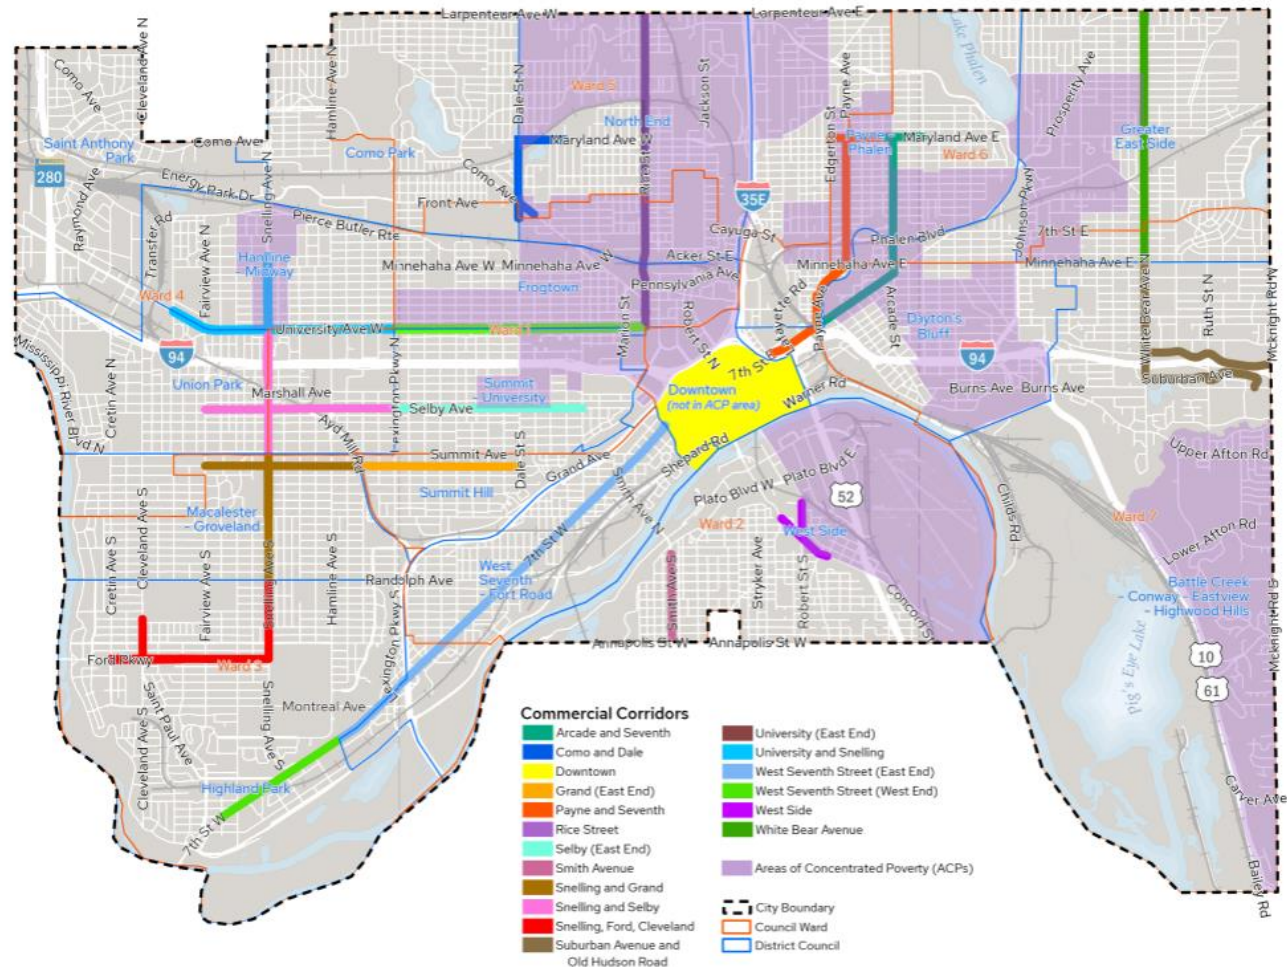 Larpenteur Ave W
Larpenteur Ave E
Cleveland Ave N
Hamline Ave N
Dale St N
Jackson St
Payne Ave
Lake Phalen
Como Ave
Ward 5
North End
Edgerton St
Prosperity Ave
Greater
East Side
Saint Anthony
Park
Como Ave
Como Park
Maryland Ave W
Payne
Phalen
Maryland Ave E
Ward 6
280
Raymond Ave
Energy Park Dr
Snelling Ave N
Como Ave
Rice St N
35E
Johnson Pkwy
Front Ave
Transfer Rd
Fairview Ave N
Pierce Butler Rte
Cayuga St
Phalen Blvd
7th St E
Hamline
- Midway
Minnehaha Ave W
Minnehaha Ave W
Acker St E
Minnehaha Ave E
Minnehaha Ave E
Frogtown
Pennsylvania Ave
Ward 4
University Ave W
Ward 1
Marion St
Robert St N
Lafayette Rd
Payne Ave
Arcade St
Dayton's
Bluff
White Bear Ave N
Ruth St N
Mcknight Rd N
Mississippi River Blvd N
94
94
Cretin Ave N
Union Park
Marshall Ave
Lexington Pkwy N
Summit
- University
Selby Ave
Downtown
(not in ACP area)
7th St E
Warner Rd
Burns Ave
Burns Ave
Suburban Ave
Ayd Mill Rd
Summit Ave
Dale St S
Grand Ave
Shepard Rd
Smith Ave N
Plato Blvd W
Plato Blvd E
Upper Afton Rd
Summit Hill
52
Cleveland Ave S
Macalester
- Groveland
Ward 2
West Side
Childs Rd
Ward 7
Lower Afton Rd
Cretin Ave S
Fairview Ave S
Snelling Ave S
Hamline Ave S
Randolph Ave
West
Seventh
- Fort Road
7th St W
Smith Ave S
Stryker Ave
Robert St S
Concord St
Battle Creek
- Conway - Eastview
- Highwood Hills
Mcknight Rd S
Annapolis St W
Annapolis St W
Ford Pkwy
Ward 3
Lexington Pkwy S
Pig's Eye Lake
10
61
Saint Paul Ave
Snelling Ave S
Montreal Ave
Cleveland Ave S
Highland Park
7th St W
Carver Ave
Bailey Rd
Commercial Corridors
Arcade and Seventh
Como and Dale
Downtown
Grand (East End)
Payne and Seventh
Rice Street
Selby (East End)
Smith Avenue
Snelling and Grand
Snelling and Selby
Snelling, Ford, Cleveland
Suburban Avenue and
Old Hudson Road
University (East End)
University and Snelling
West Seventh Street (East End)
West Seventh Street (West End)
West Side
White Bear Avenue
Areas of Concentrated Poverty (ACPs)
City Boundary
Council Ward
District Council